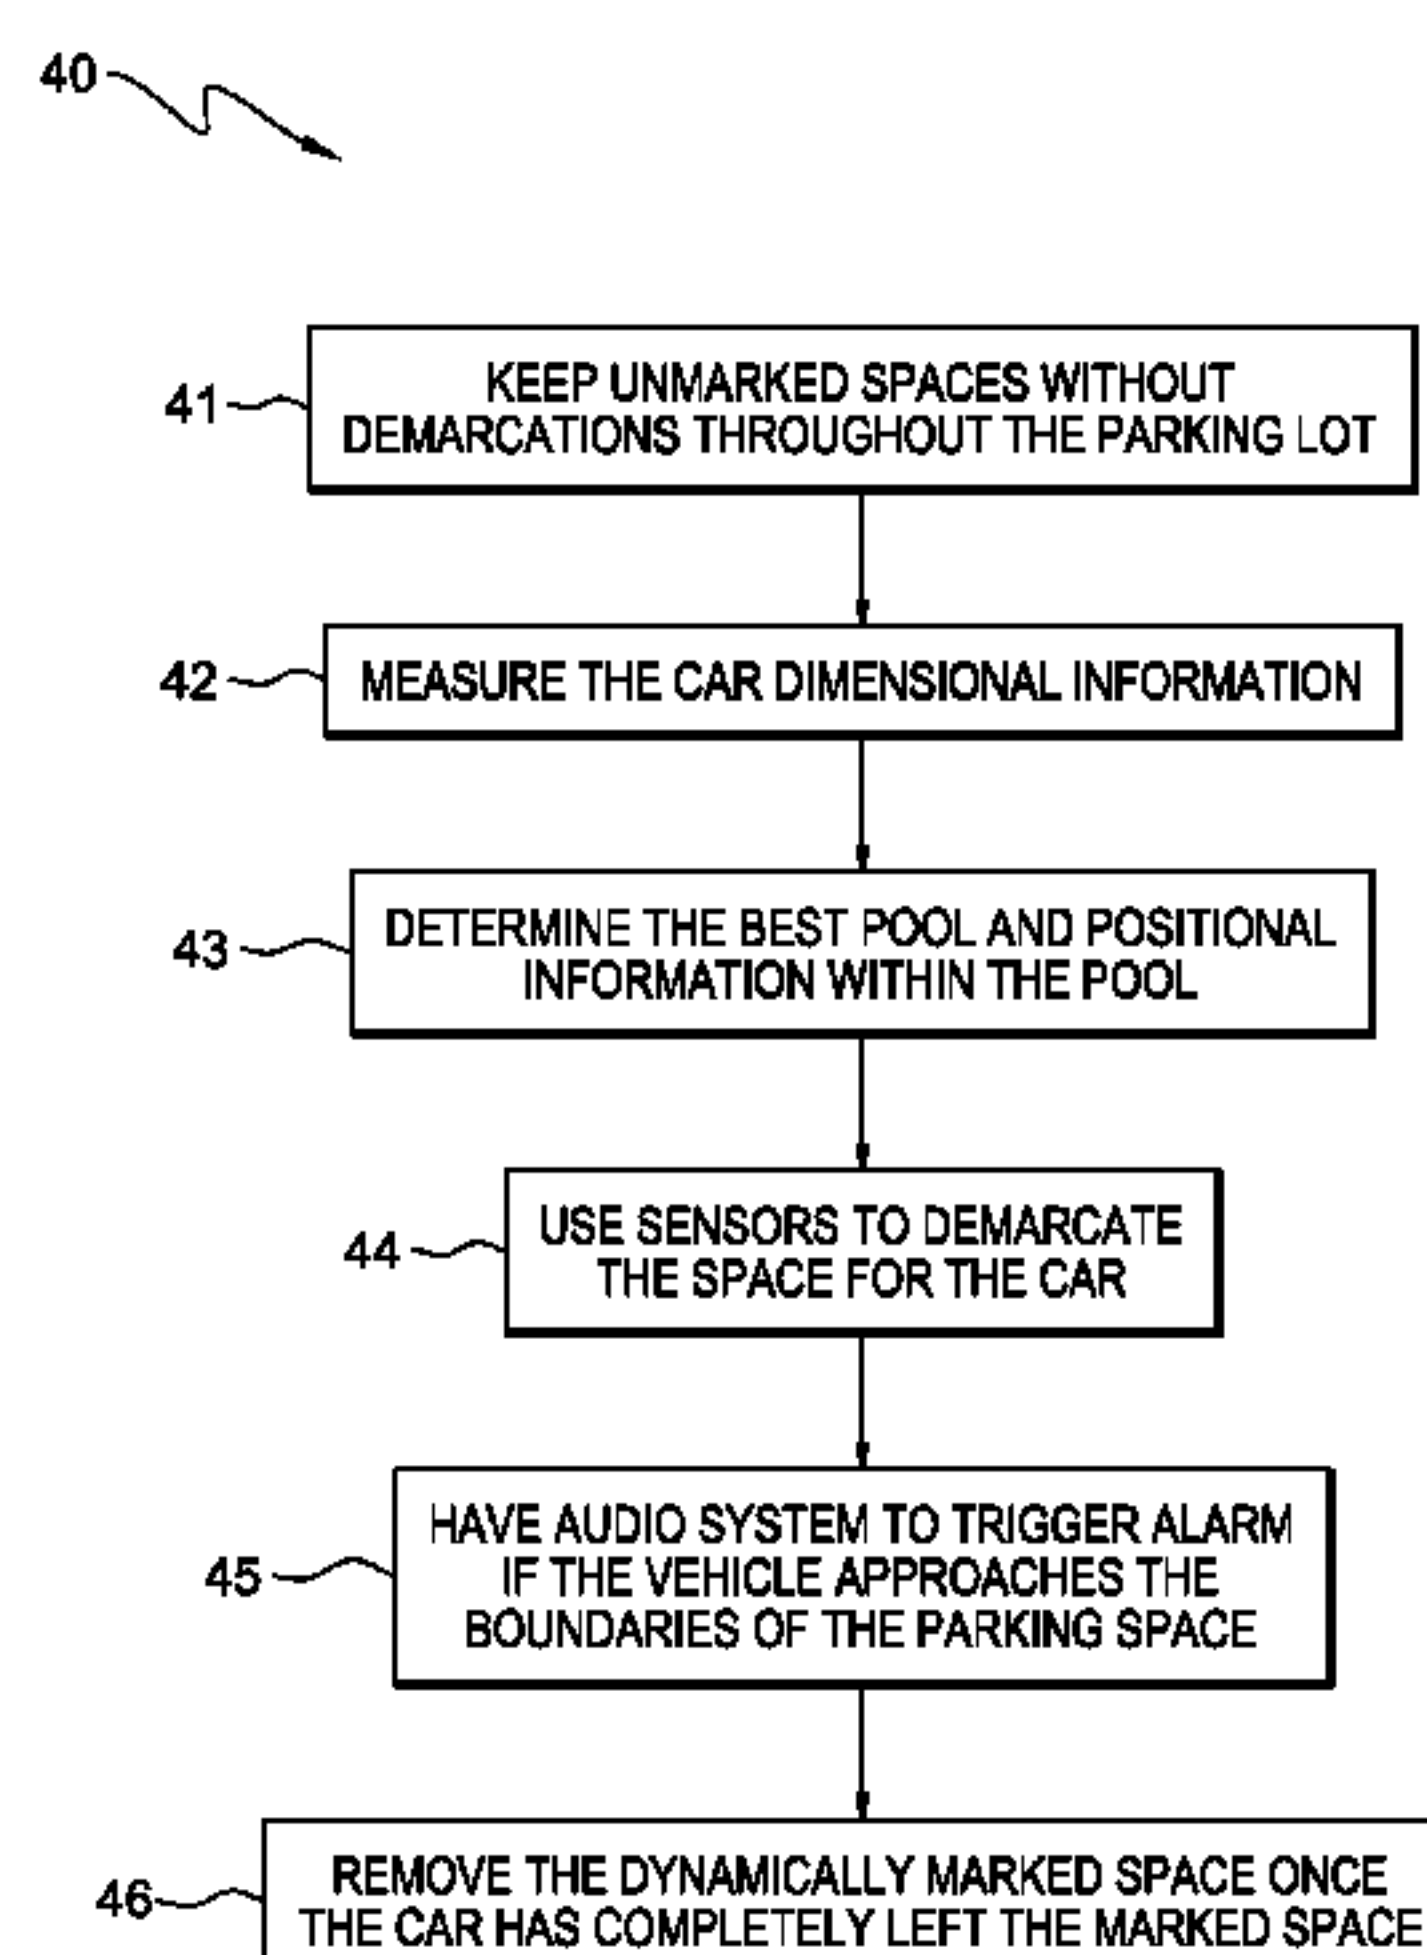 40
41
KEEP UNMARKED SPACES WITHOUT
DEMARCATIONS THROUGHOUT THE PARKING LOT
42
MEASURE THE CAR DIMENSIONAL INFORMATION
43
DETERMINE THE BEST POOL AND POSITIONAL
INFORMATION WITHIN THE POOL
44
USE SENSORS TO DEMARCATE
THE SPACE FOR THE CAR
45
HAVE AUDIO SYSTEM TO TRIGGER ALARM
IF THE VEHICLE APPROACHES THE
BOUNDARIES OF THE PARKING SPACE
46
REMOVE THE DYNAMICALLY MARKED SPACE ONCE
THE CAR HAS COMPLETELY LEFT THE MARKED SPACE